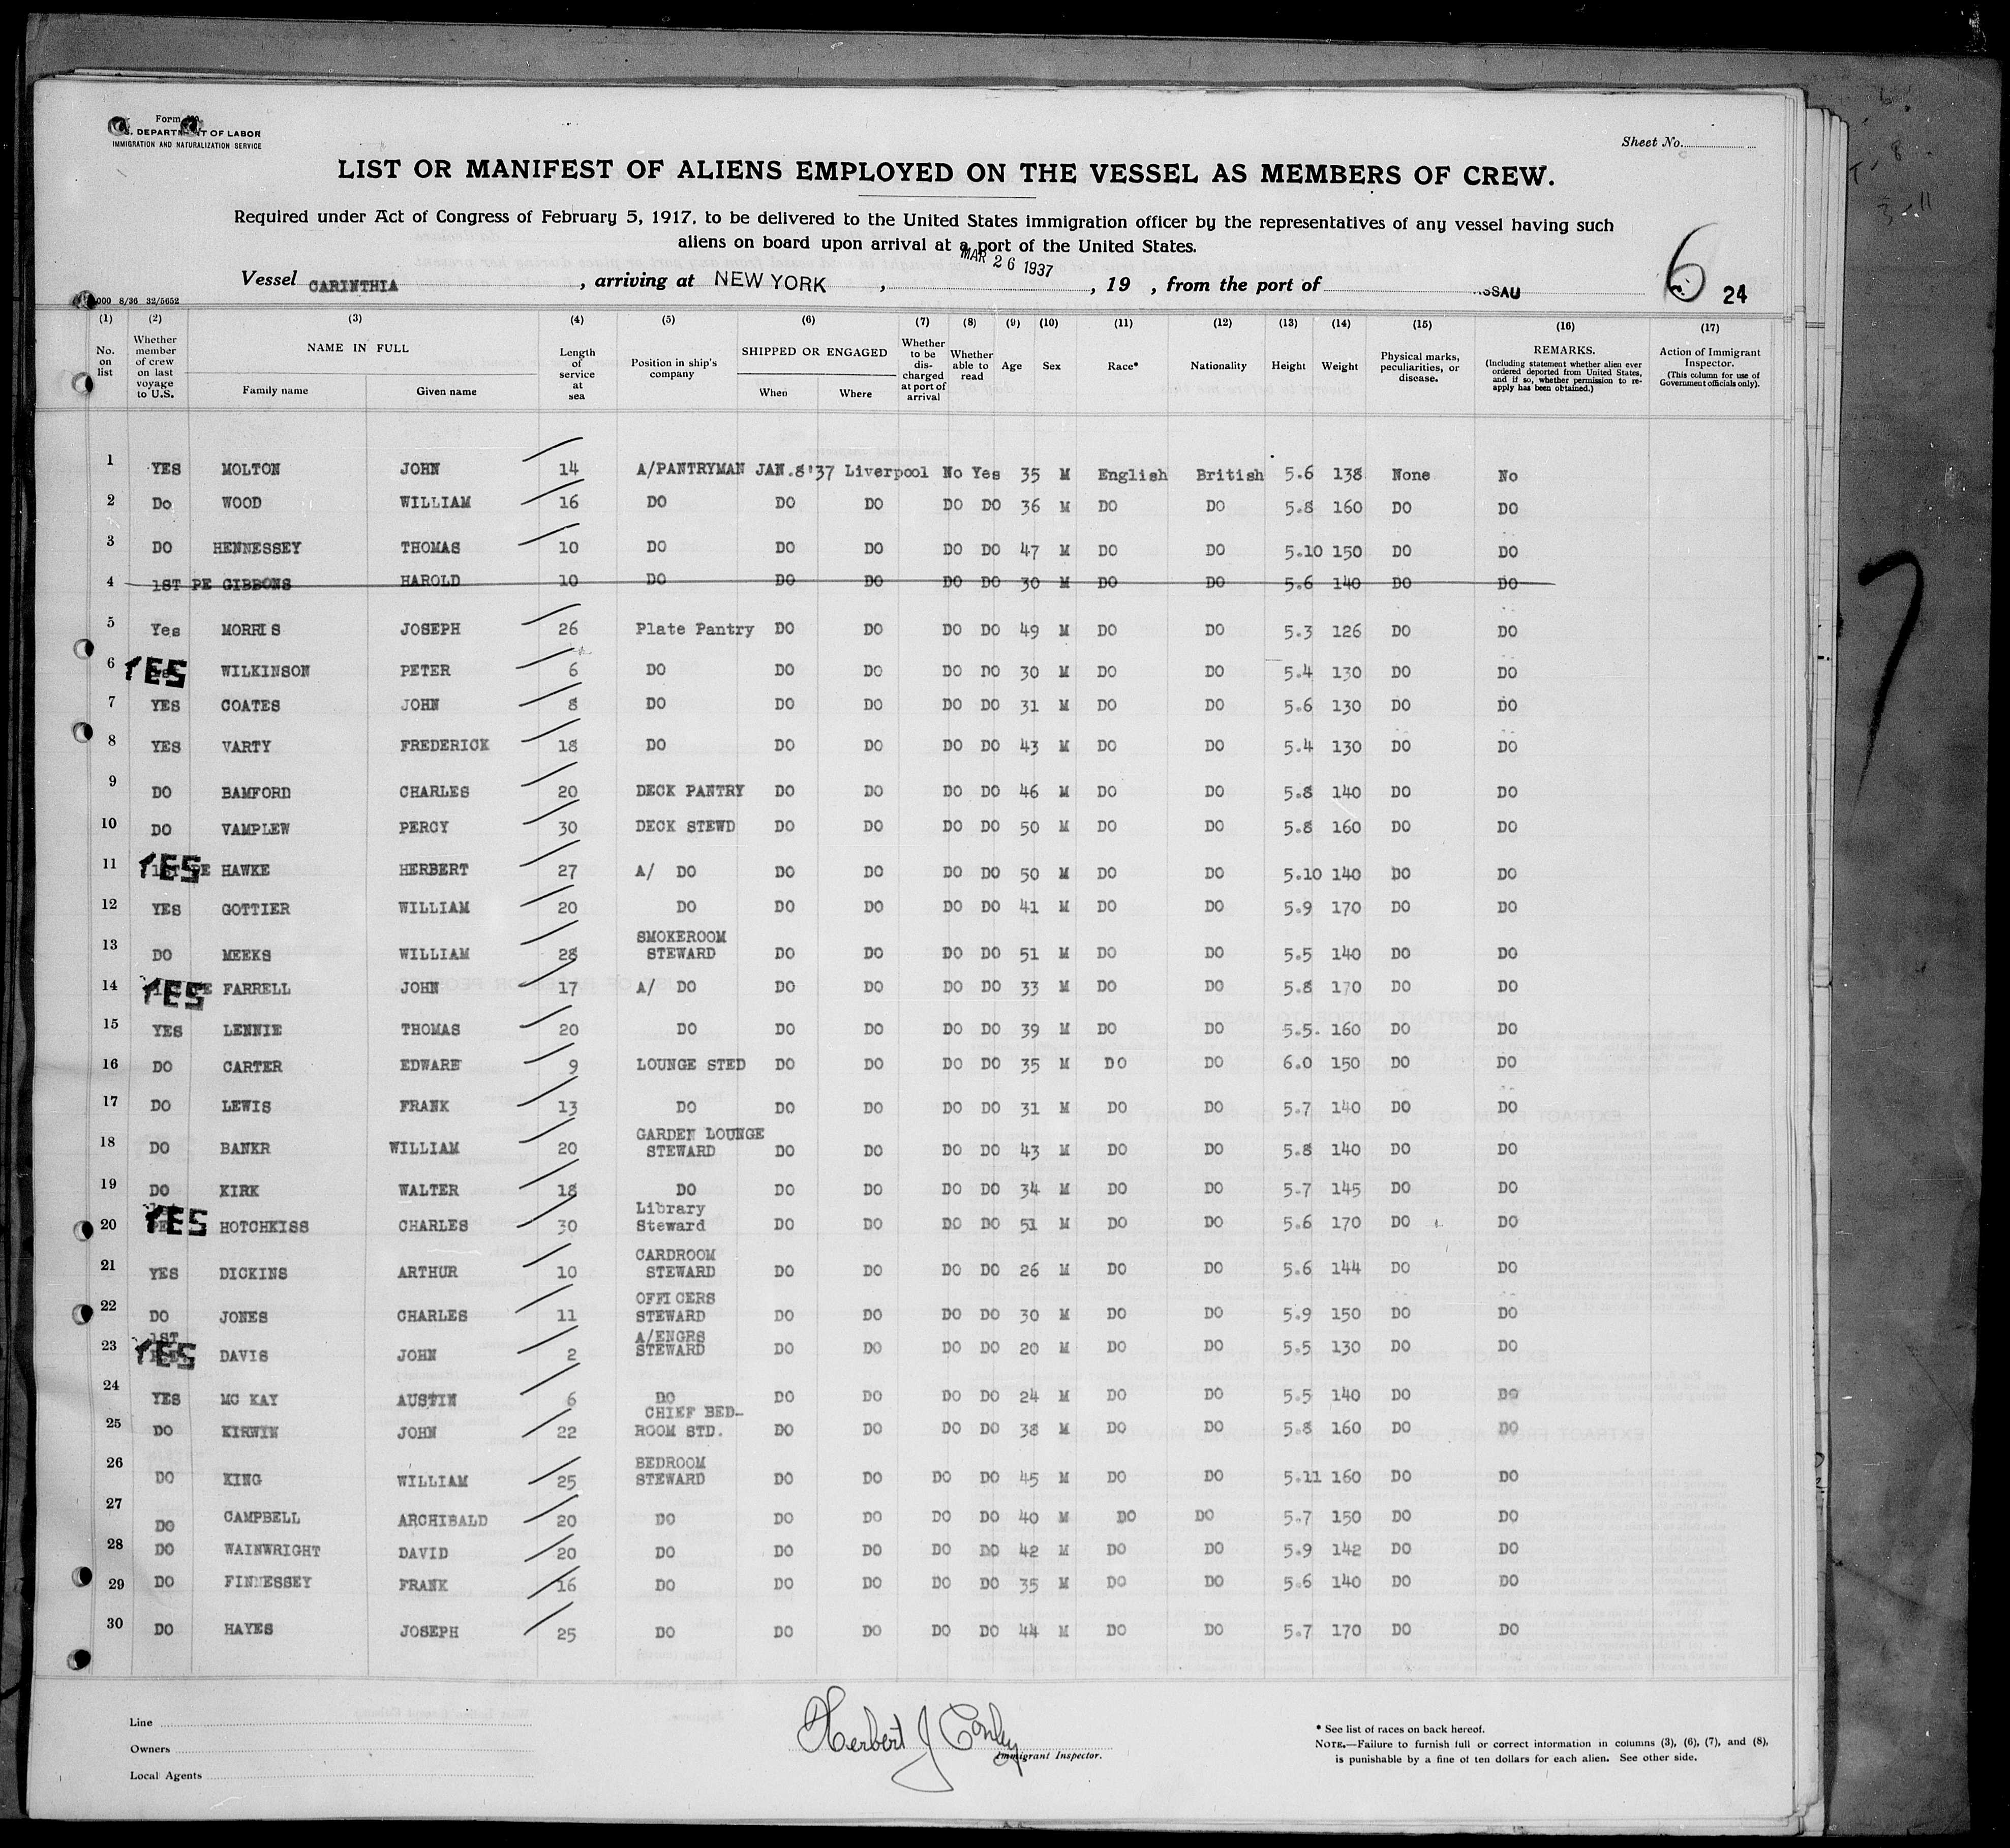 Form
S. DEPARTMENT OF LABOR
IMMIGRATION AND NATURALIZATION SERVICE
Sheet No.
LIST OR MANIFEST OF ALIENS EMPLOYED ON THE VESSEL AS MEMBERS OF CREW.
Required under Act of Congress of February 5, 1917, to be delivered to the United States immigration officer by the representatives of any vessel having such
aliens on board upon arrival at a port of the United States.
Vessel CARINTHIA, arriving at NEW YORK, MAR 26 1937, 19 , from the port of SSAU
6 24
000 8/36 32/5652
(1) (2) (3) (4) (5) (6) (7) (8) (9) (10) (11) (12) (13) (14) (15) (16) (17)
No. on list Whether member of crew on last voyage to U.S. NAME IN FULL Family name Given name Length of service at sea Position in ship's company SHIPPED OR ENGAGED When Where Whether to be discharged at port of arrival Whether able to read Age Sex Race* Nationality Height Weight Physical marks, peculiarities, or disease. REMARKS. (Including statement whether alien ever ordered deported from United States, and if so, whether permission to reapply has been obtained.) Action of Immigrant Inspector. (This column for use of Government officials only).
1 YES MOLTON JOHN 14 A/PANTRYMAN JAN.8'37 Liverpool No Yes 35 M English British 5.6 138 None No
2 Do WOOD WILLIAM 16 DO DO DO DO DO 36 M DO DO 5.8 160 DO DO
3 DO HENNESSEY THOMAS 10 DO DO DO DO DO 47 M DO DO 5.10 150 DO DO
4 1ST PE GIBBONS HAROLD 10 DO DO DO DO DO 30 M DO DO 5.6 140 DO DO
5 Yes MORRIS JOSEPH 26 Plate Pantry DO DO DO DO 49 M DO DO 5.3 126 DO DO
6 YES WILKINSON PETER 6 DO DO DO DO DO 30 M DO DO 5.4 130 DO DO
7 YES COATES JOHN 8 DO DO DO DO DO 31 M DO DO 5.6 130 DO DO
8 YES VARTY FREDERICK 18 DO DO DO DO DO 43 M DO DO 5.4 130 DO DO
9 DO BAMFORD CHARLES 20 DECK PANTRY DO DO DO DO 46 M DO DO 5.8 140 DO DO
10 DO VAMPLEW PERCY 30 DECK STEWD DO DO DO DO 50 M DO DO 5.8 160 DO DO
11 YES HAWKE HERBERT 27 A/ DO DO DO DO DO 50 M DO DO 5.10 140 DO DO
12 YES GOTTIER WILLIAM 20 DO DO DO DO DO 41 M DO DO 5.9 170 DO DO
13 DO MEEKS WILLIAM 28 SMOKEROOM STEWARD DO DO DO DO 51 M DO DO 5.5 140 DO DO
14 YES FARRELL JOHN 17 A/ DO DO DO DO DO 33 M DO DO 5.8 170 DO DO
15 YES LENNIE THOMAS 20 DO DO DO DO DO 39 M DO DO 5.5. 160 DO DO
16 DO CARTER EDWARE 9 LOUNGE STED DO DO DO DO 35 M DO DO 6.0 150 DO DO
17 DO LEWIS FRANK 13 DO DO DO DO DO 31 M DO DO 5.7 140 DO DO
18 DO BANKR WILLIAM 20 GARDEN LOUNGE STEWARD DO DO DO DO 43 M DO DO 5.8 140 DO DO
19 DO KIRK WALTER 18 DO DO DO DO DO 34 M DO DO 5.7 145 DO DO
20 YES HOTCHKISS CHARLES 30 Library Steward DO DO DO DO 51 M DO DO 5.6 170 DO DO
21 YES DICKINS ARTHUR 10 CARDROOM STEWARD DO DO DO DO 26 M DO DO 5.6 144 DO DO
22 DO JONES CHARLES 11 OFFICERS STEWARD DO DO DO DO 30 M DO DO 5.9 150 DO DO
23 1ST YES DAVIS JOHN 2 A/ENGRS STEWARD DO DO DO DO 20 M DO DO 5.5 130 DO DO
24 YES MC KAY AUSTIN 6 DO DO DO DO DO 24 M DO DO 5.5 140 DO DO
25 DO KIRWIN JOHN 22 CHIEF BED-ROOM STD. DO DO DO DO 38 M DO DO 5.8 160 DO DO
26 DO KING WILLIAM 25 BEDROOM STEWARD DO DO DO DO 45 M DO DO 5.11 160 DO DO
27 DO CAMPBELL ARCHIBALD 20 DO DO DO DO DO 40 M DO DO 5.7 150 DO DO
28 DO WAINWRIGHT DAVID 20 DO DO DO DO DO 42 M DO DO 5.9 142 DO DO
29 DO FINNESSEY FRANK 16 DO DO DO DO DO 35 M DO DO 5.6 140 DO DO
30 DO HAYES JOSEPH 25 DO DO DO DO DO 44 M DO DO 5.7 170 DO DO
Line
Owners
Local Agents
Herbert J Conley
Immigrant Inspector.
* See list of races on back hereof.
NOTE.—Failure to furnish full or correct information in columns (3), (6), (7), and (8),
is punishable by a fine of ten dollars for each alien. See other side.